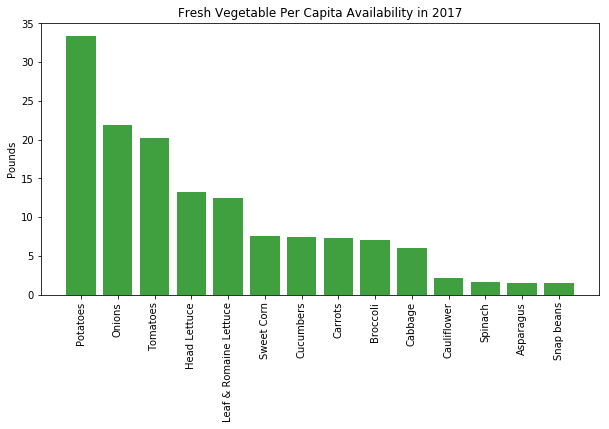 Fresh Vegetable Per Capita Availability in 2017
Pounds
35
30
25
20
15
10
5
0
Potatoes
Onions
Tomatoes
Head Lettuce
Leaf & Romaine Lettuce
Sweet Corn
Cucumbers
Carrots
Broccoli
Cabbage
Cauliflower
Spinach
Asparagus
Snap beans